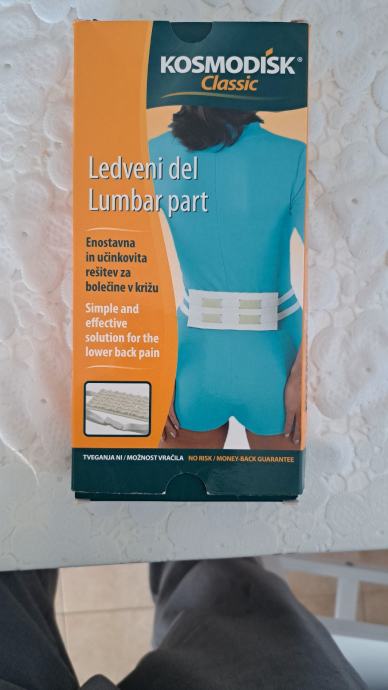 KOSMODÍSK®
Classic
Ledveni del
Lumbar part
Enostavna
in učinkovita
rešitev za
bolečine v križu
Simple and
effective
solution for the
lower back pain
TVEGANJA NI / MOŽNOST VRAČILA NO RISK / MONEY-BACK GUARANTEE